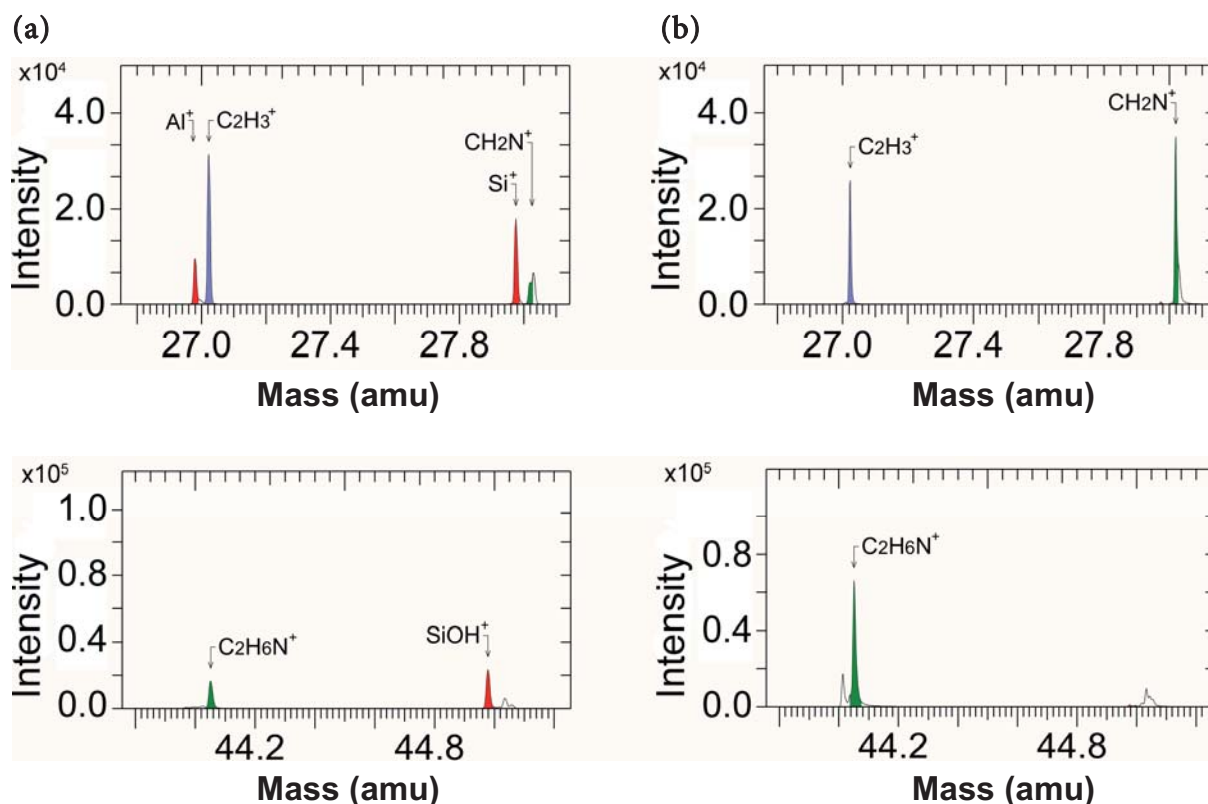 (a)
x10⁴
4.0
2.0
0.0
Intensity
Al⁺
C₂H₃⁺
CH₂N⁺
Si⁺
27.0 27.4 27.8
Mass (amu)
(b)
x10⁴
4.0
2.0
0.0
Intensity
C₂H₃⁺
CH₂N⁺
27.0 27.4 27.8
Mass (amu)
x10⁵
1.0
0.8
0.4
0.0
Intensity
C₂H₆N⁺
SiOH⁺
44.2 44.8
Mass (amu)
x10⁵
0.8
0.4
0.0
Intensity
C₂H₆N⁺
44.2 44.8
Mass (amu)